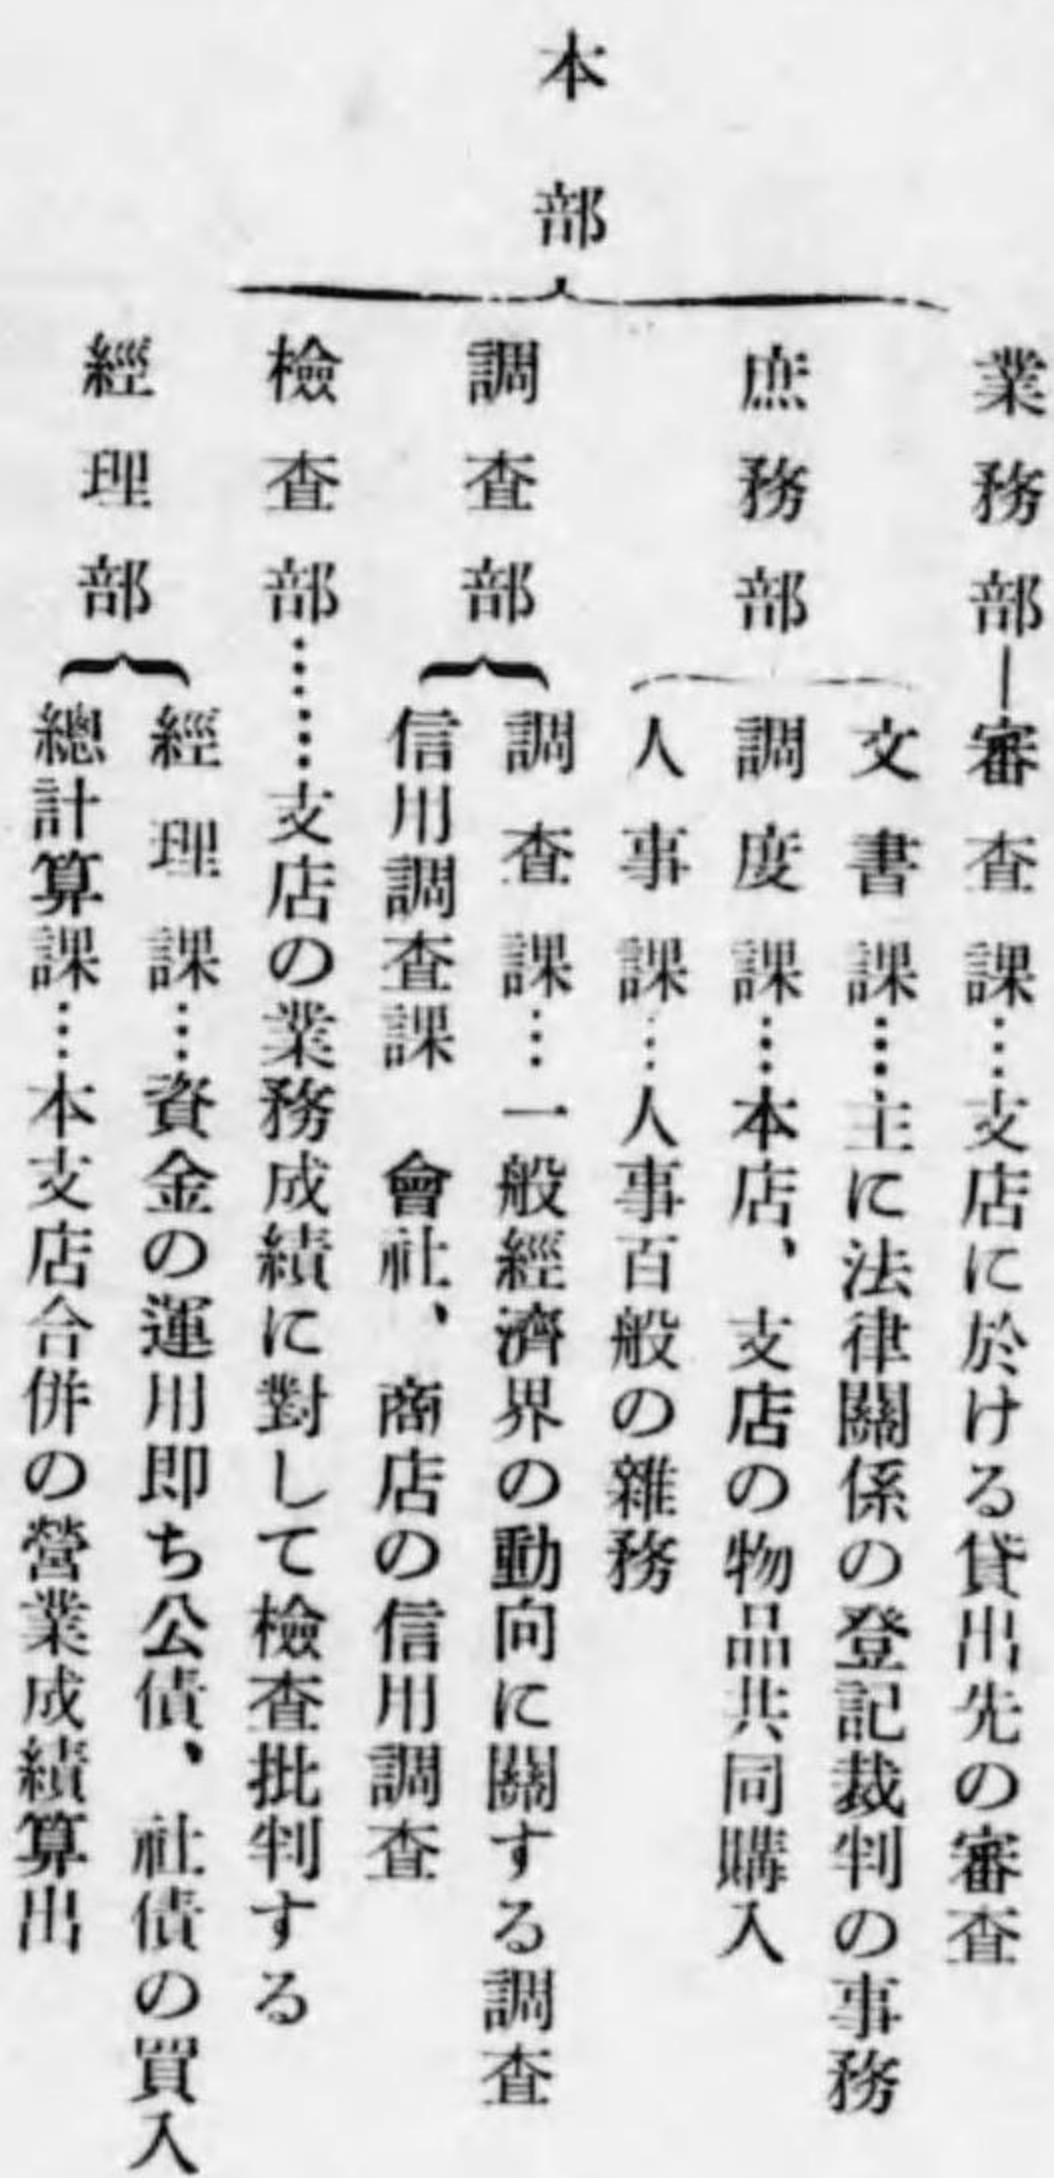 本部
業務部―審査課…支店に於ける貸出先の審査
庶務部
文書課…主に法律關係の登記裁判の事務
調度課…本店、支店の物品共同購入
人事課…人事百般の雜務
調査部
調査課…一般經濟界の動向に關する調査
信用調査課 會社、商店の信用調査
檢査部……支店の業務成績に對して檢査批判する
經理部
經理課…資金の運用即ち公債、社債の買入
總計算課…本支店合併の營業成績算出